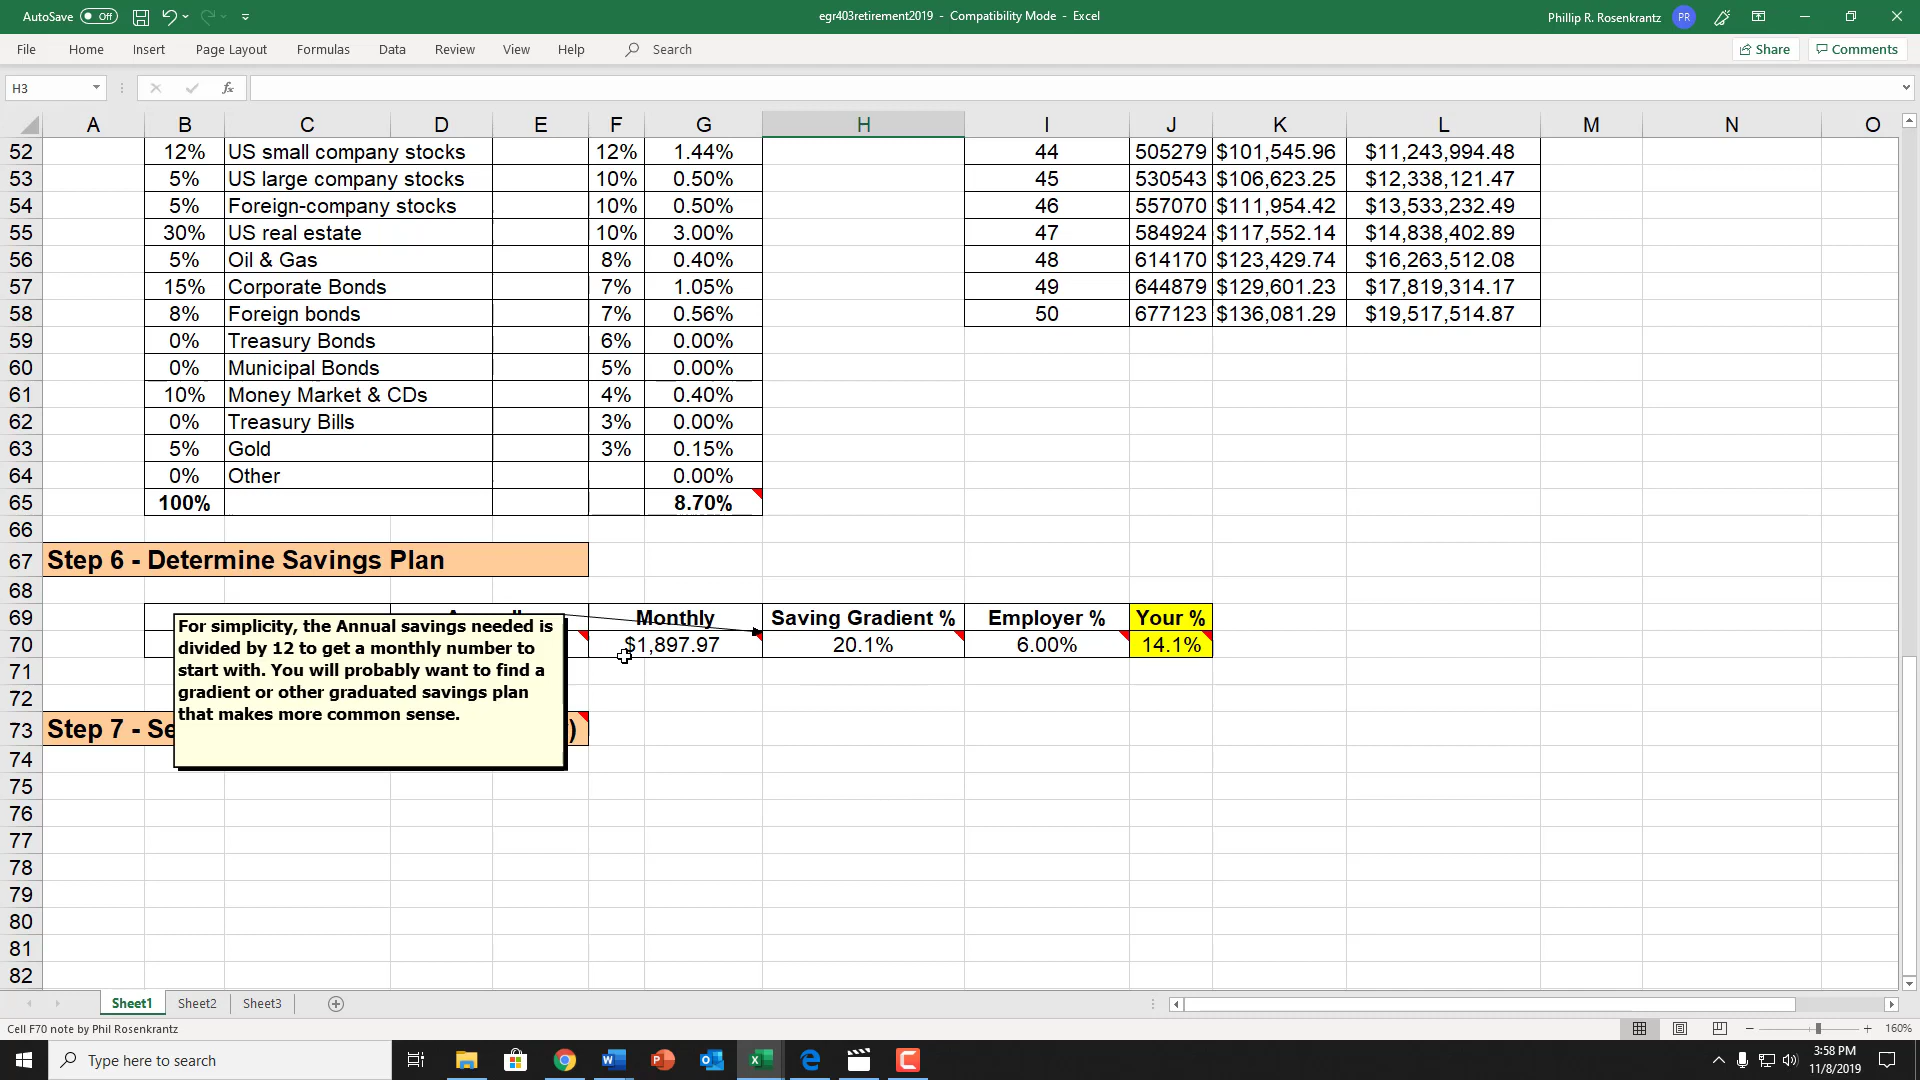 AutoSave Off egr403retirement2019 - Compatibility Mode - Excel Phillip R. Rosenkrantz PR
File Home Insert Page Layout Formulas Data Review View Help Search Share Comments
H3 fx
A B C D E F G H I J K L M N O
52 12% US small company stocks 12% 1.44% 44 505279 $101,545.96 $11,243,994.48
53 5% US large company stocks 10% 0.50% 45 530543 $106,623.25 $12,338,121.47
54 5% Foreign-company stocks 10% 0.50% 46 557070 $111,954.42 $13,533,232.49
55 30% US real estate 10% 3.00% 47 584924 $117,552.14 $14,838,402.89
56 5% Oil & Gas 8% 0.40% 48 614170 $123,429.74 $16,263,512.08
57 15% Corporate Bonds 7% 1.05% 49 644879 $129,601.23 $17,819,314.17
58 8% Foreign bonds 7% 0.56% 50 677123 $136,081.29 $19,517,514.87
59 0% Treasury Bonds 6% 0.00%
60 0% Municipal Bonds 5% 0.00%
61 10% Money Market & CDs 4% 0.40%
62 0% Treasury Bills 3% 0.00%
63 5% Gold 3% 0.15%
64 0% Other 0.00%
65 100% 8.70%
66
67 Step 6 - Determine Savings Plan
68
69 Monthly Saving Gradient % Employer % Your %
70 $1,897.97 20.1% 6.00% 14.1%
For simplicity, the Annual savings needed is
divided by 12 to get a monthly number to
start with. You will probably want to find a
gradient or other graduated savings plan
that makes more common sense.
71
72
73 Step 7 - Se )
74
75
76
77
78
79
80
81
82
Sheet1 Sheet2 Sheet3
Cell F70 note by Phil Rosenkrantz 160%
Type here to search 3:58 PM
11/8/2019